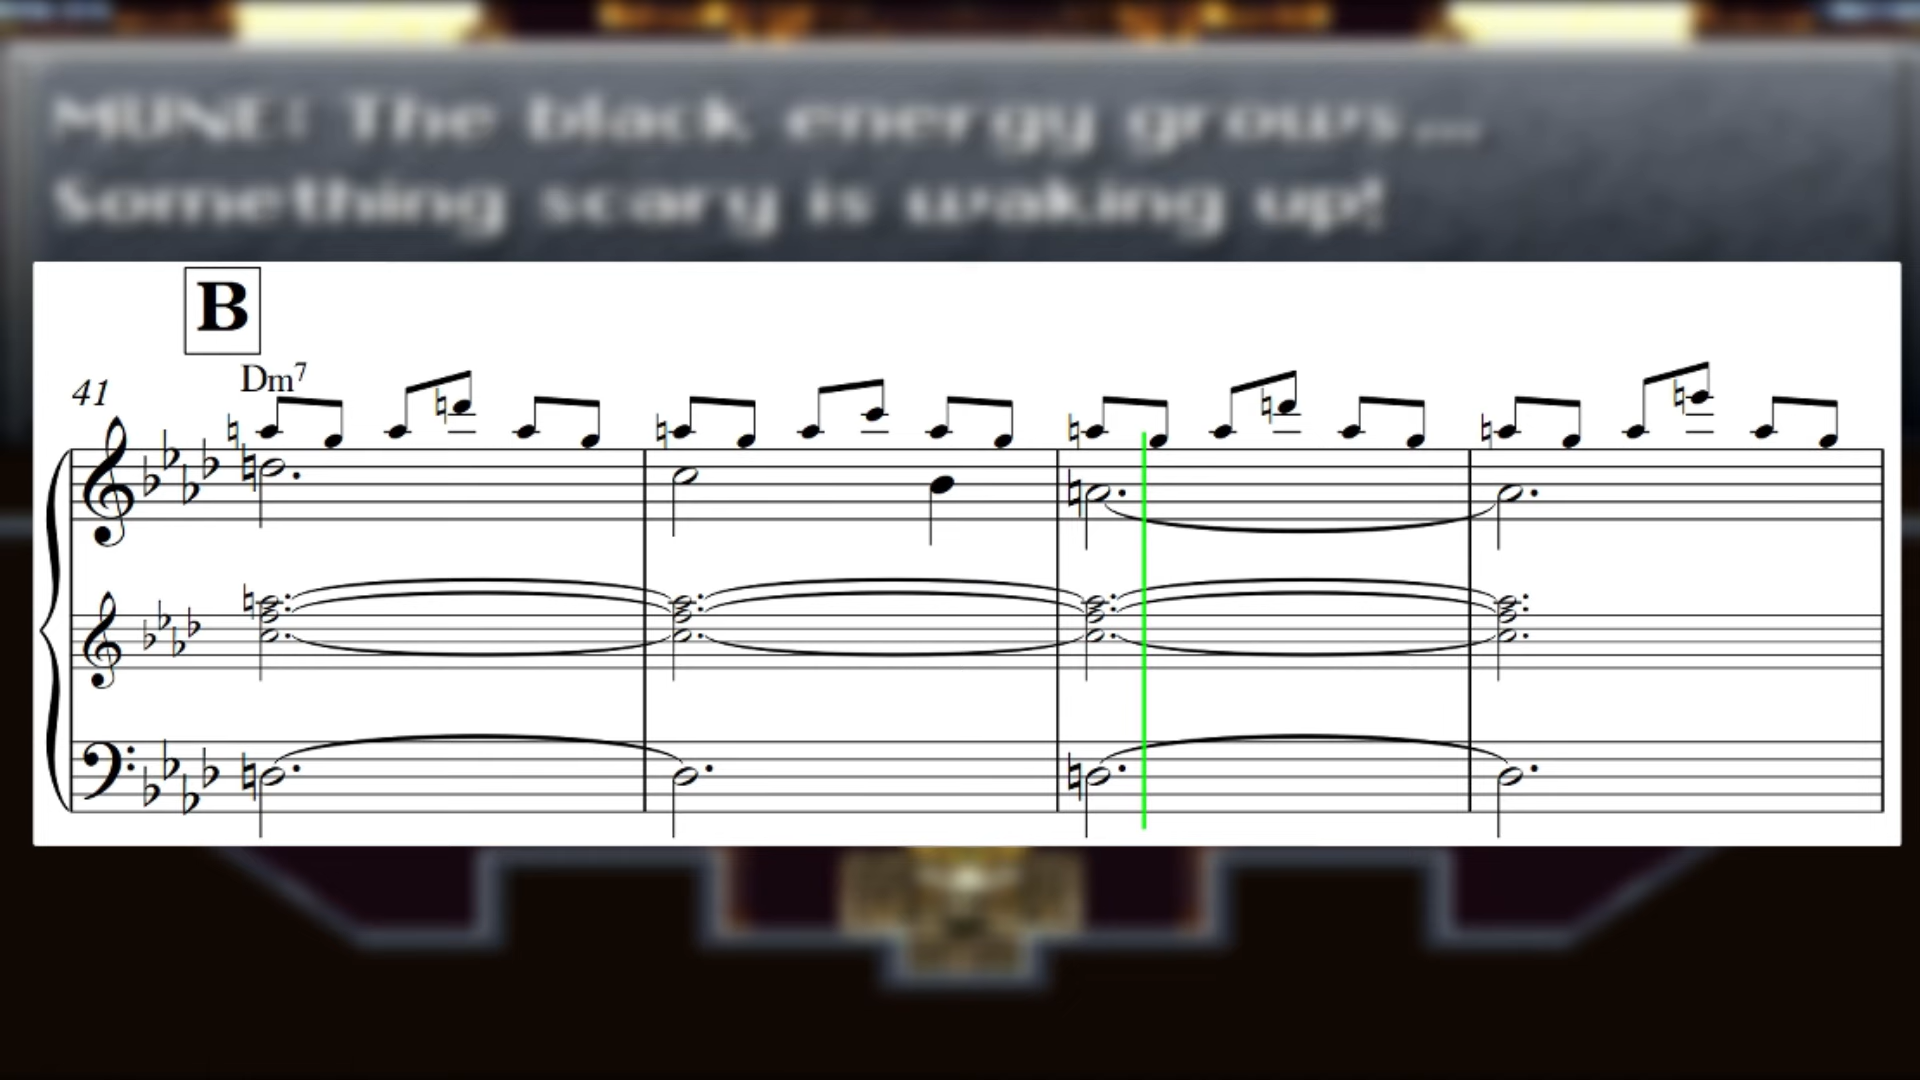 MUNE: The black energy grows...
Something scary is waking up!
B
41
Dm7